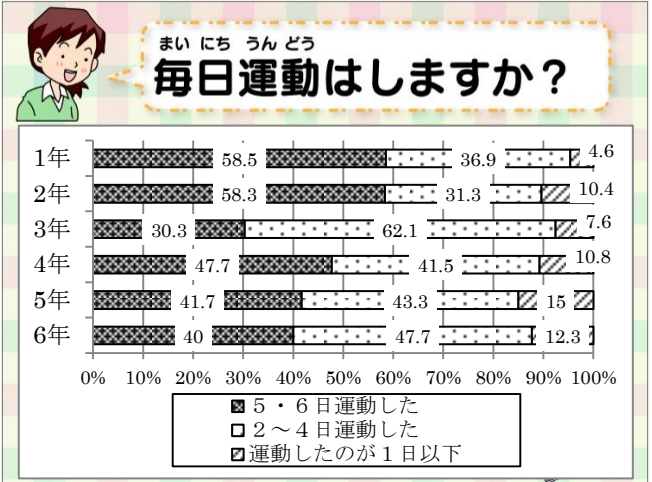 まい にち うん どう
毎日運動はしますか？
1年 58.5 36.9 4.6
2年 58.3 31.3 10.4
3年 30.3 62.1 7.6
4年 47.7 41.5 10.8
5年 41.7 43.3 15
6年 40 47.7 12.3
0% 10% 20% 30% 40% 50% 60% 70% 80% 90% 100%
５・６日運動した
２～４日運動した
運動したのが１日以下